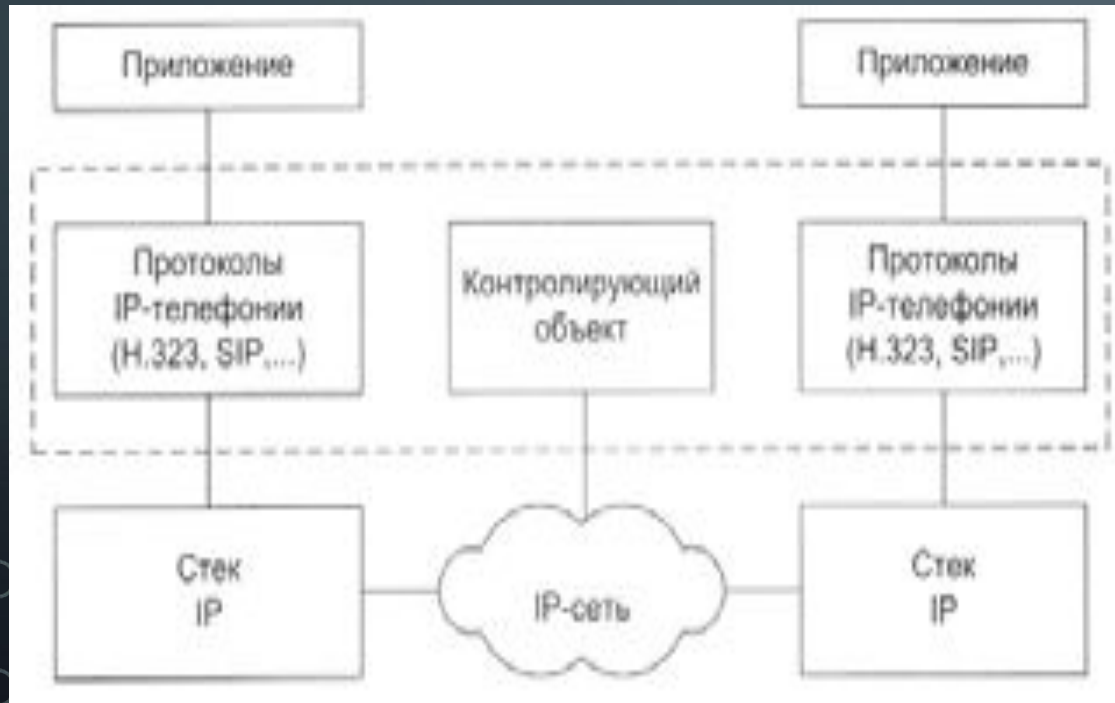 Приложение
Приложение
Протоколы
IP-телефонии
(H.323, SIP,...)
Контролирующий
объект
Протоколы
IP-телефонии
(H.323, SIP,...)
Стек
IP
IP-сеть
Стек
IP